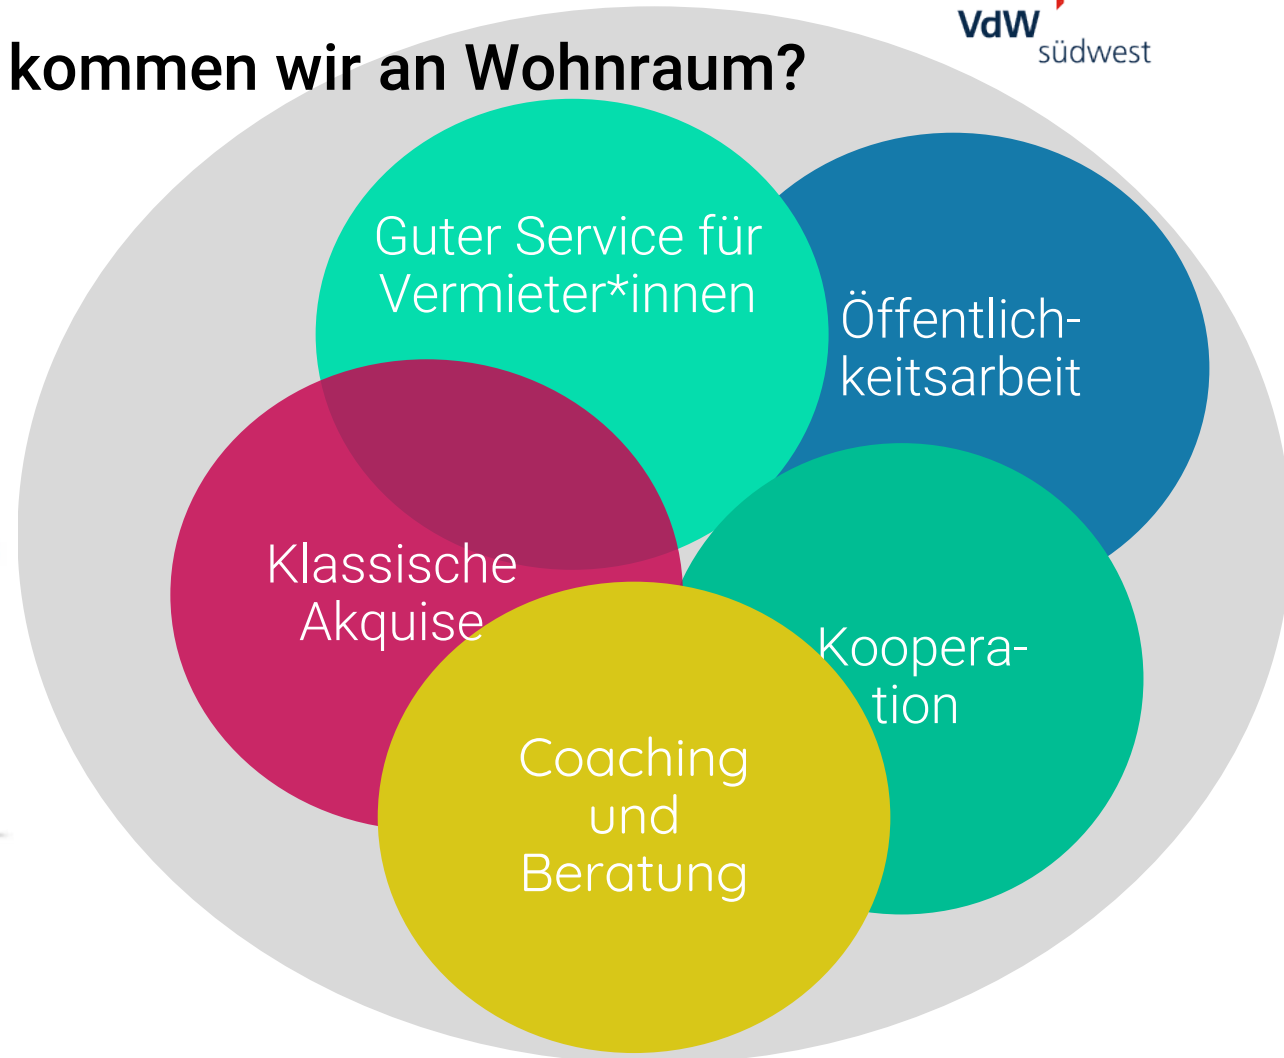 VdW
südwest
kommen wir an Wohnraum?
Guter Service für
Vermieter*innen
Öffentlich-
keitsarbeit
Klassische
Akquise
Koopera-
tion
Coaching
und
Beratung